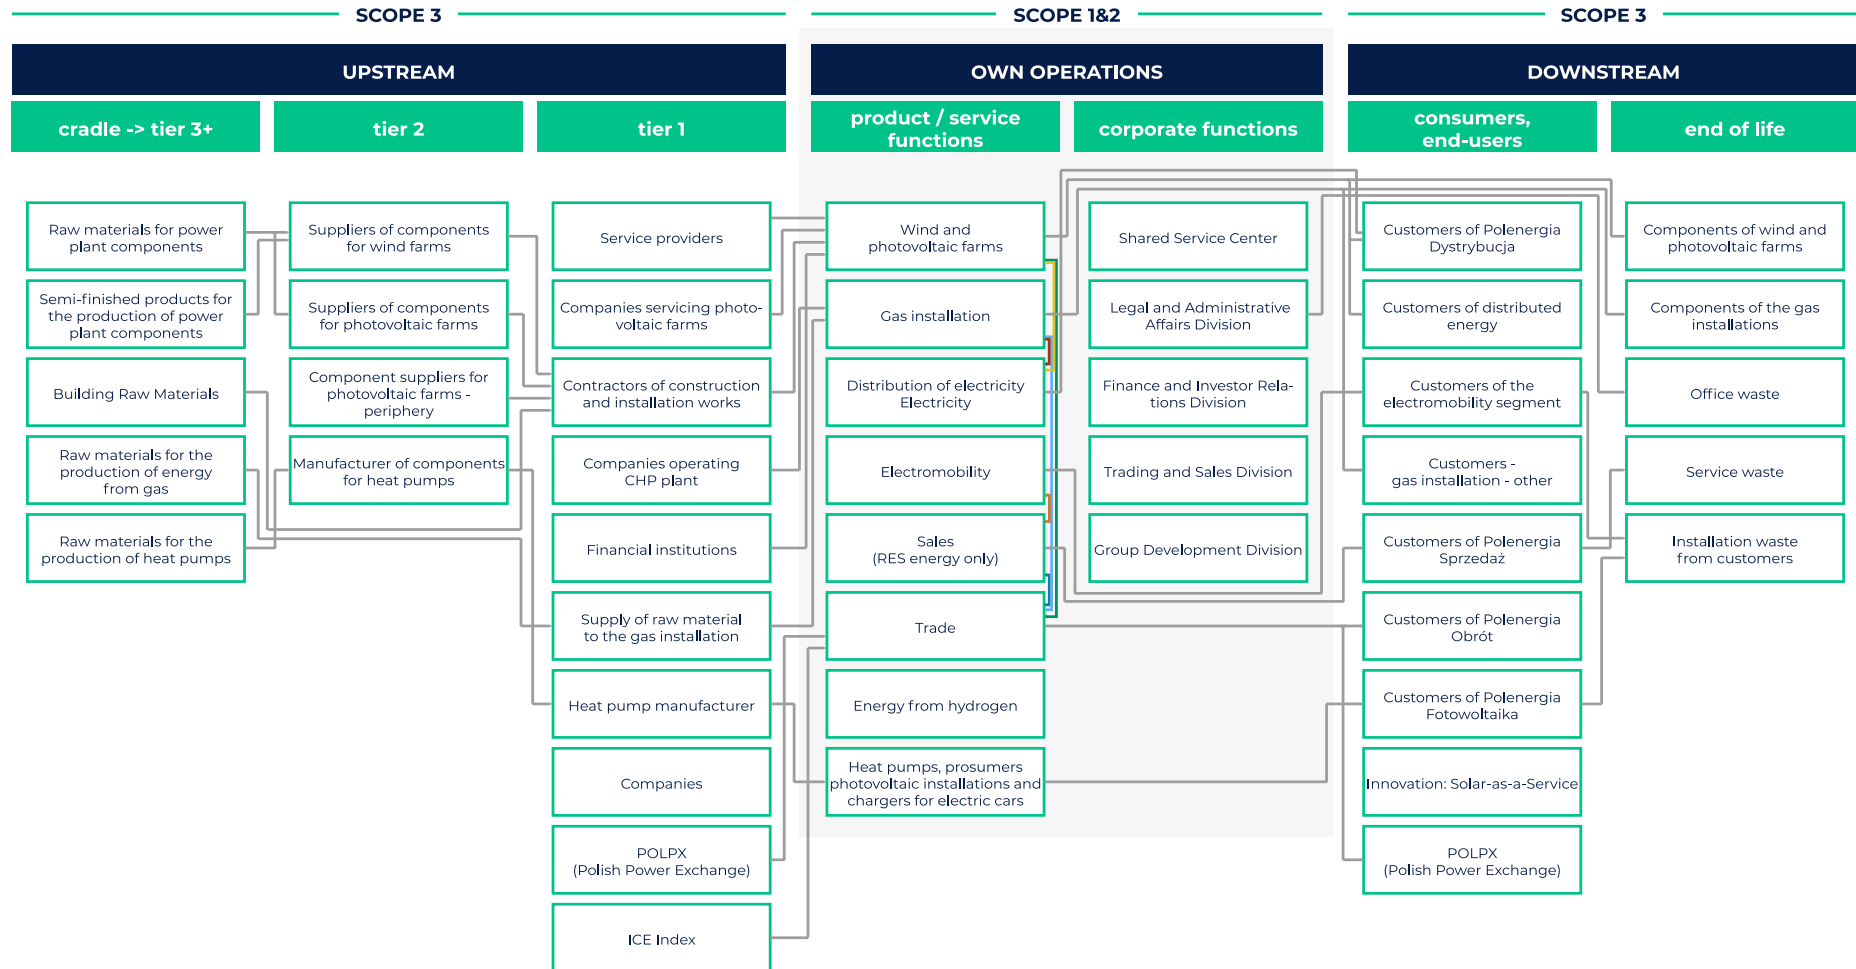 SCOPE 3
SCOPE 1&2
SCOPE 3
UPSTREAM
OWN OPERATIONS
DOWNSTREAM
cradle -> tier 3+
tier 2
tier 1
product / service
functions
corporate functions
consumers,
end-users
end of life
Raw materials for power
plant components
Semi-finished products for
the production of power
plant components
Building Raw Materials
Raw materials for the
production of energy
from gas
Raw materials for the
production of heat pumps
Suppliers of components
for wind farms
Suppliers of components
for photovoltaic farms
Component suppliers for
photovoltaic farms -
periphery
Manufacturer of components
for heat pumps
Service providers
Companies servicing photo-
voltaic farms
Contractors of construction
and installation works
Companies operating
CHP plant
Financial institutions
Supply of raw material
to the gas installation
Heat pump manufacturer
Companies
POLPX
(Polish Power Exchange)
ICE Index
Wind and
photovoltaic farms
Gas installation
Distribution of electricity
Electricity
Electromobility
Sales
(RES energy only)
Trade
Energy from hydrogen
Heat pumps, prosumers
photovoltaic installations and
chargers for electric cars
Shared Service Center
Legal and Administrative
Affairs Division
Finance and Investor Rela-
tions Division
Trading and Sales Division
Group Development Division
Customers of Polenergia
Dystrybucja
Customers of distributed
energy
Customers of the
electromobility segment
Customers -
gas installation - other
Customers of Polenergia
Sprzedaż
Customers of Polenergia
Obrót
Customers of Polenergia
Fotowoltaika
Innovation: Solar-as-a-Service
POLPX
(Polish Power Exchange)
Components of wind and
photovoltaic farms
Components of the gas
installations
Office waste
Service waste
Installation waste
from customers